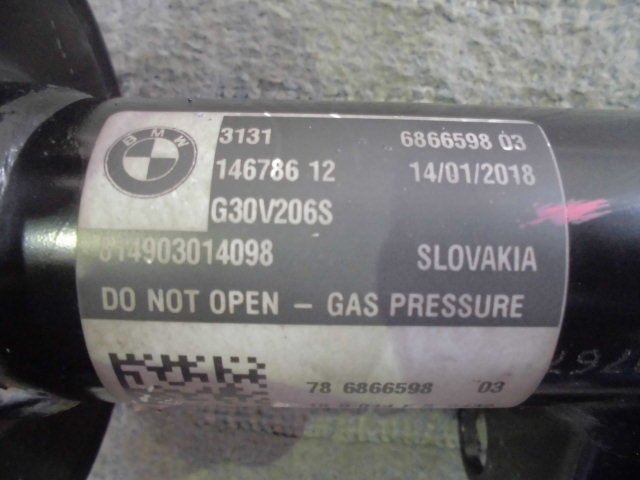 BMW
3131 6866598 03
146786 12 14/01/2018
G30V206S
814903014098 SLOVAKIA
DO NOT OPEN – GAS PRESSURE
78 6866598 03